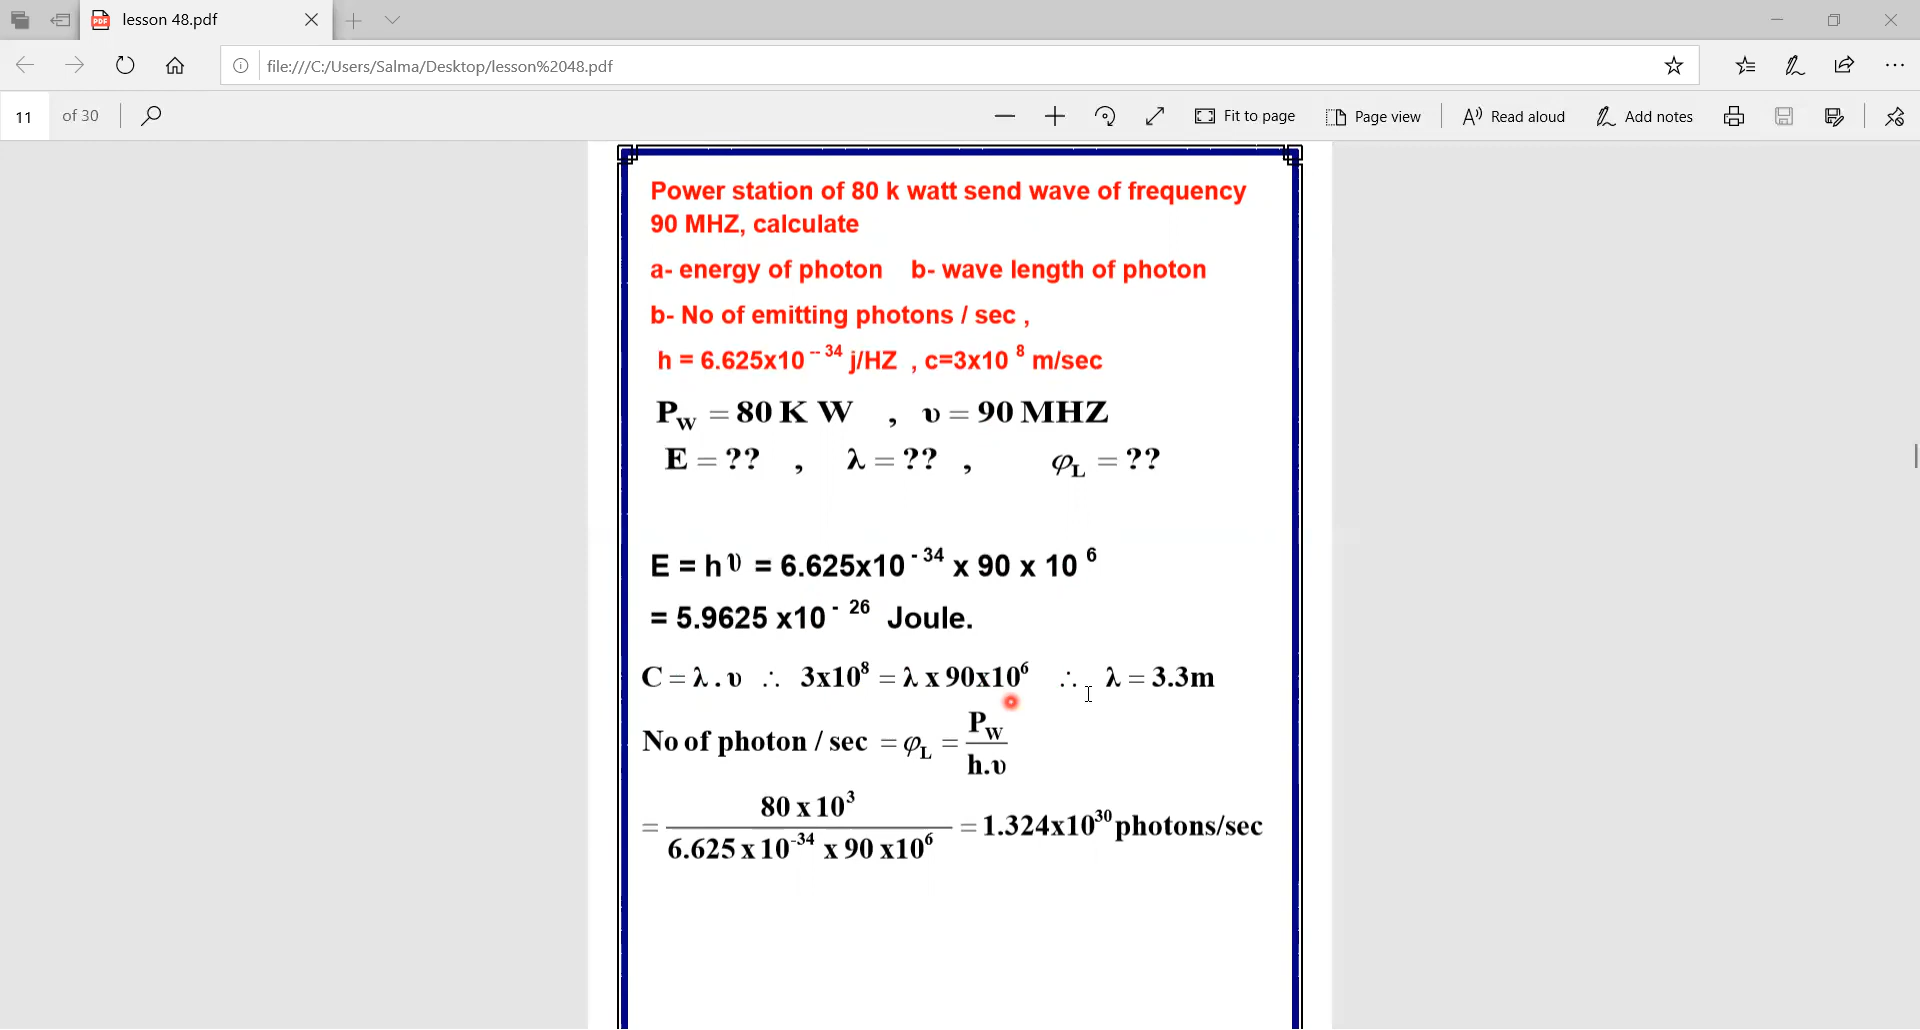 lesson 48.pdf
file:///C:/Users/Salma/Desktop/lesson%2048.pdf
11 of 30 Fit to page Page view Read aloud Add notes
Power station of 80 k watt send wave of frequency
90 MHZ, calculate
a- energy of photon b- wave length of photon
b- No of emitting photons / sec ,
h = 6.625x10⁻⁻³⁴ j/HZ , c=3x10⁸ m/sec
P_W = 80 K W , υ = 90 MHZ
E = ?? , λ = ?? , φ_L = ??
E = hυ = 6.625x10⁻³⁴ x 90 x 10⁶
= 5.9625 x10⁻²⁶ Joule.
C = λ . υ ∴ 3x10⁸ = λ x 90x10⁶ ∴ λ = 3.3m
No of photon / sec = φ_L = P_W / h.υ
= 80 x 10³ / 6.625 x 10⁻³⁴ x 90 x10⁶ = 1.324x10³⁰ photons/sec